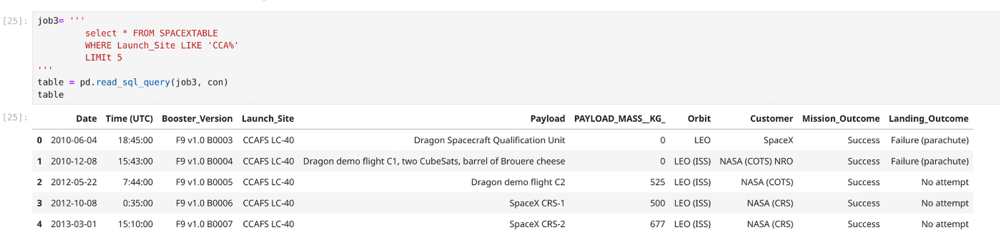 [25]: job3= '''
select * FROM SPACEXTABLE
WHERE Launch_Site LIKE 'CCA%'
LIMIt 5
'''
table = pd.read_sql_query(job3, con)
table
[25]: Date Time (UTC) Booster_Version Launch_Site Payload PAYLOAD_MASS__KG_ Orbit Customer Mission_Outcome Landing_Outcome
0 2010-06-04 18:45:00 F9 v1.0 B0003 CCAFS LC-40 Dragon Spacecraft Qualification Unit 0 LEO SpaceX Success Failure (parachute)
1 2010-12-08 15:43:00 F9 v1.0 B0004 CCAFS LC-40 Dragon demo flight C1, two CubeSats, barrel of Brouere cheese 0 LEO (ISS) NASA (COTS) NRO Success Failure (parachute)
2 2012-05-22 7:44:00 F9 v1.0 B0005 CCAFS LC-40 Dragon demo flight C2 525 LEO (ISS) NASA (COTS) Success No attempt
3 2012-10-08 0:35:00 F9 v1.0 B0006 CCAFS LC-40 SpaceX CRS-1 500 LEO (ISS) NASA (CRS) Success No attempt
4 2013-03-01 15:10:00 F9 v1.0 B0007 CCAFS LC-40 SpaceX CRS-2 677 LEO (ISS) NASA (CRS) Success No attempt